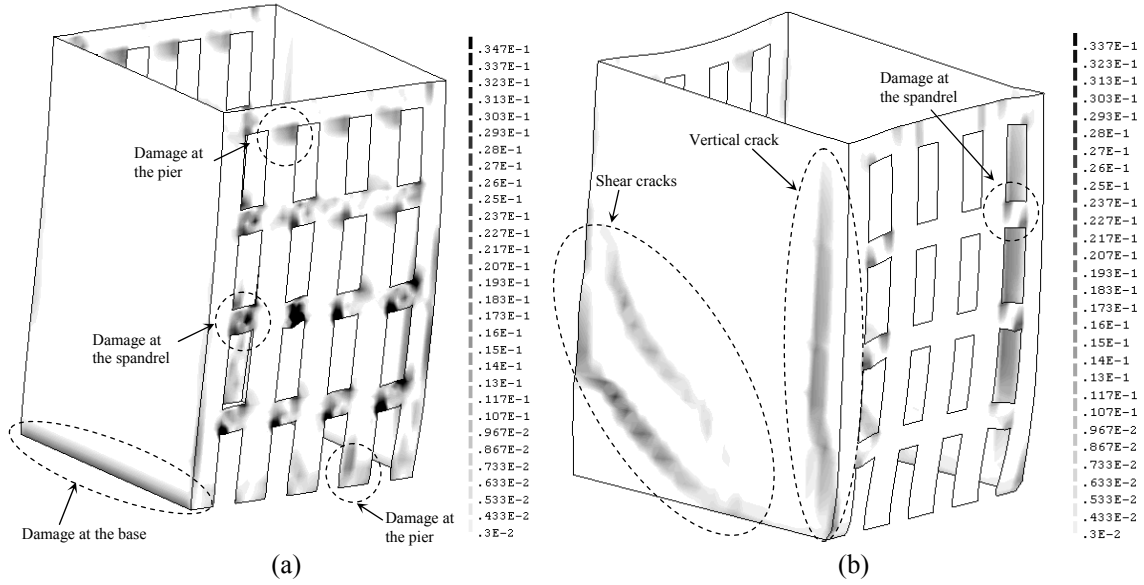 Damage at
the pier
Damage at
the spandrel
Damage at the base
Damage at
the pier
.347E-1
.337E-1
.323E-1
.313E-1
.303E-1
.293E-1
.28E-1
.27E-1
.26E-1
.25E-1
.237E-1
.227E-1
.217E-1
.207E-1
.193E-1
.183E-1
.173E-1
.16E-1
.15E-1
.14E-1
.13E-1
.117E-1
.107E-1
.967E-2
.867E-2
.733E-2
.633E-2
.533E-2
.433E-2
.3E-2
(a)
Damage at
the spandrel
Vertical crack
Shear cracks
.337E-1
.323E-1
.313E-1
.303E-1
.293E-1
.28E-1
.27E-1
.26E-1
.25E-1
.237E-1
.227E-1
.217E-1
.193E-1
.183E-1
.173E-1
.16E-1
.15E-1
.14E-1
.13E-1
.117E-1
.107E-1
.967E-2
.867E-2
.733E-2
.633E-2
.533E-2
.433E-2
.3E-2
(b)